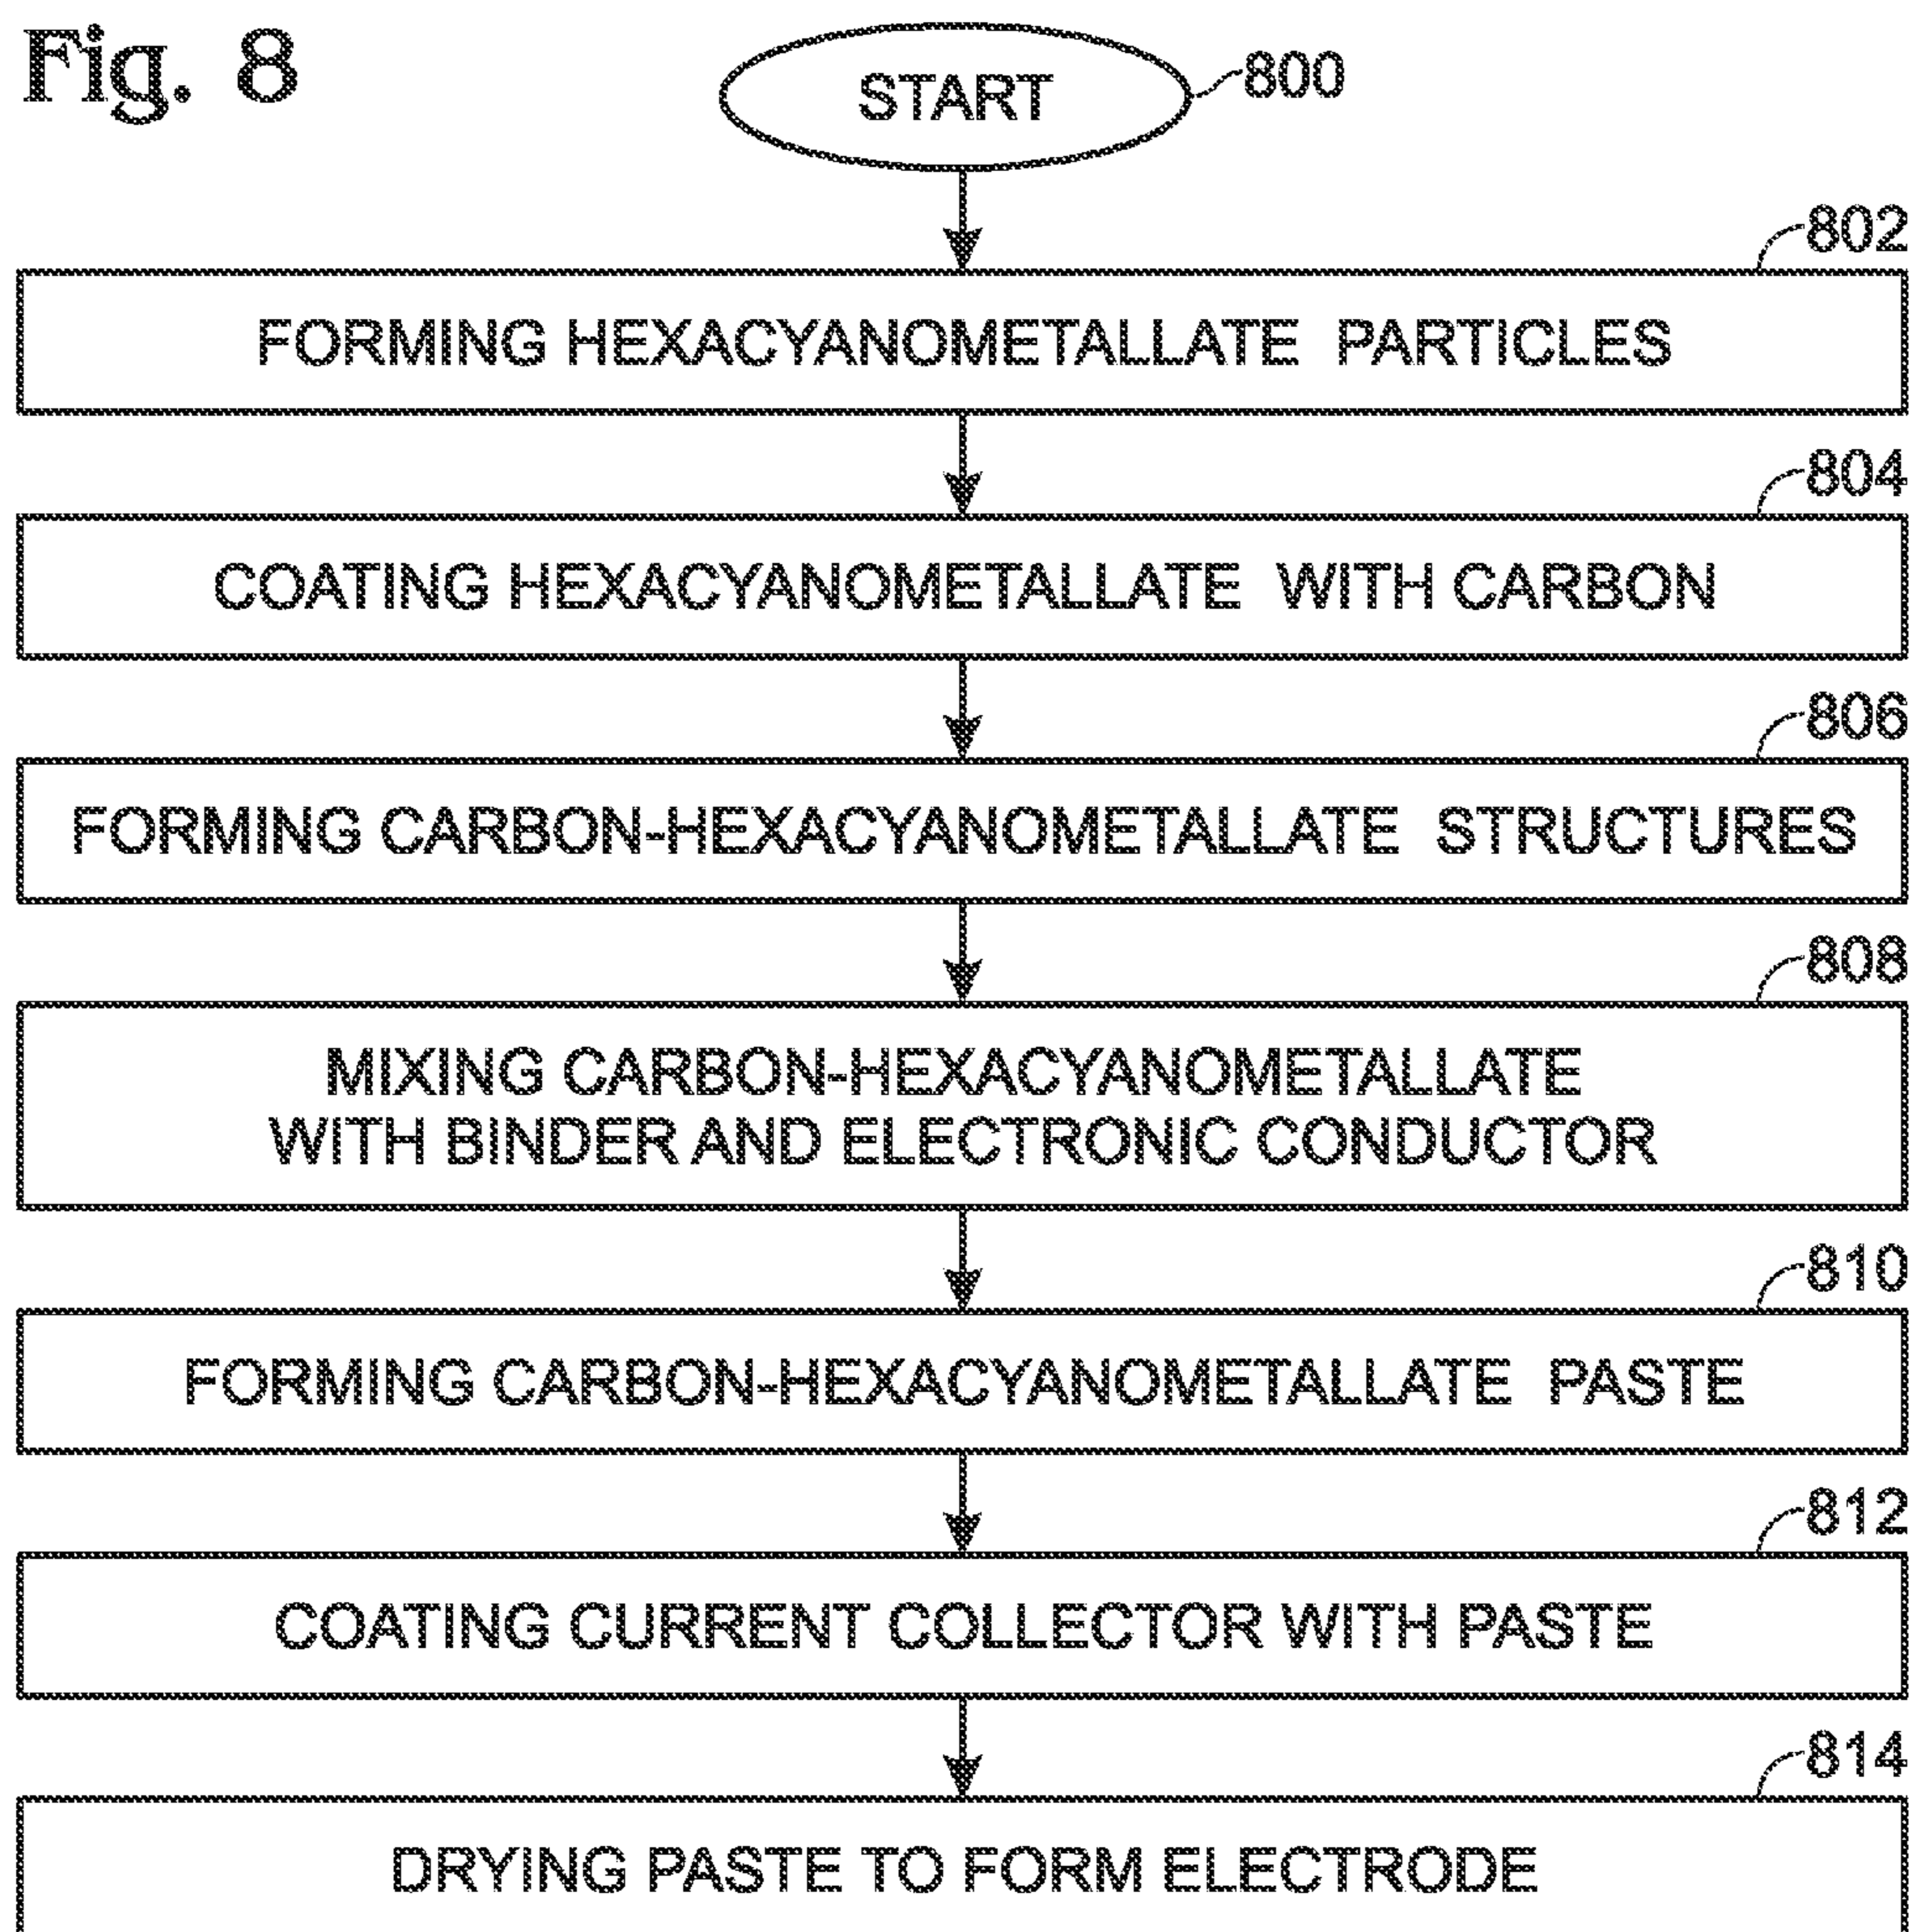 Fig. 8
START
800
802
FORMING HEXACYANOMETALLATE PARTICLES
804
COATING HEXACYANOMETALLATE WITH CARBON
806
FORMING CARBON-HEXACYANOMETALLATE STRUCTURES
808
MIXING CARBON-HEXACYANOMETALLATE
WITH BINDER AND ELECTRONIC CONDUCTOR
810
FORMING CARBON-HEXACYANOMETALLATE PASTE
812
COATING CURRENT COLLECTOR WITH PASTE
814
DRYING PASTE TO FORM ELECTRODE